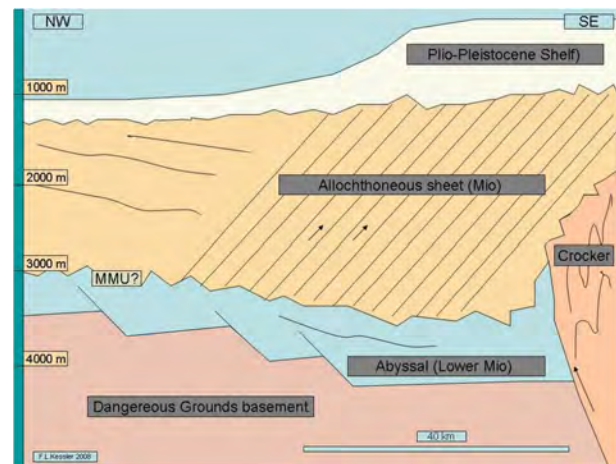 NW
SE
Plio-Pleistocene Shelf)
1000 m
Allochthoneous sheet (Mio)
2000 m
Crocker
3000 m
MMU?
Abyssal (Lower Mio)
4000 m
Dangereous Grounds basement
40 km
F.L.Kessler 2008